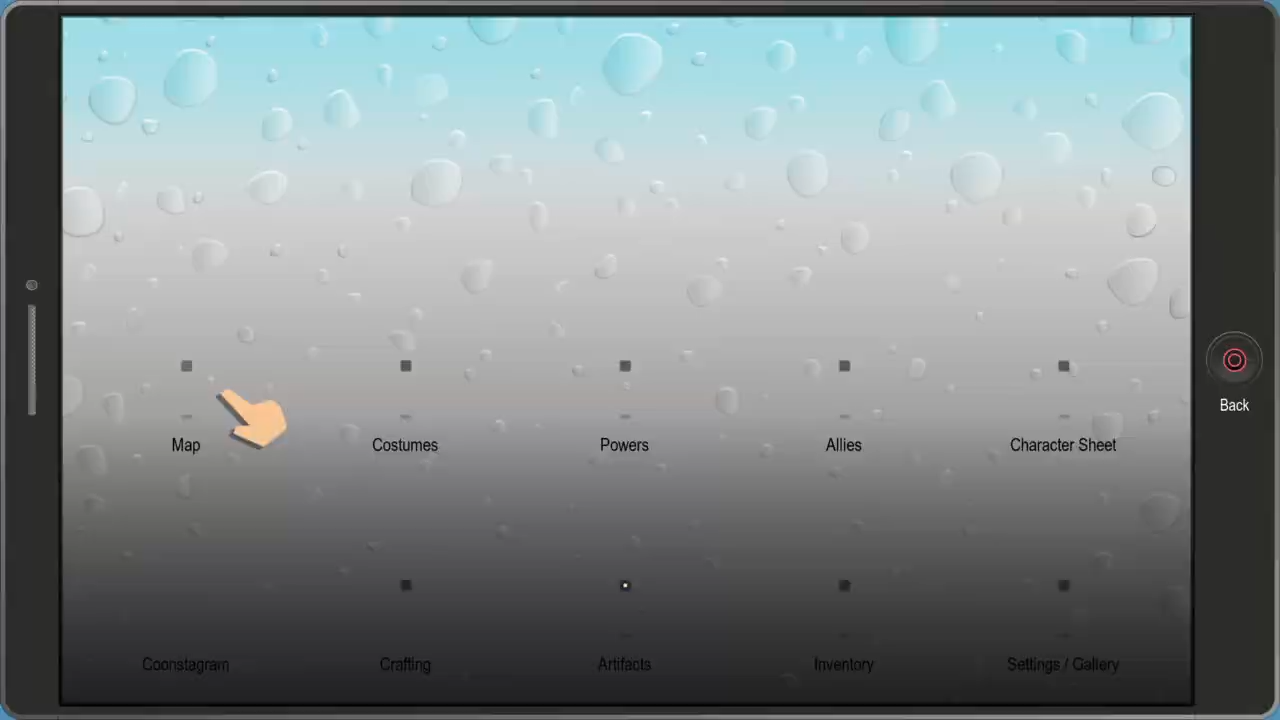 Back
Map
Costumes
Powers
Allies
Character Sheet
Coonstagram
Crafting
Artifacts
Inventory
Settings / Gallery